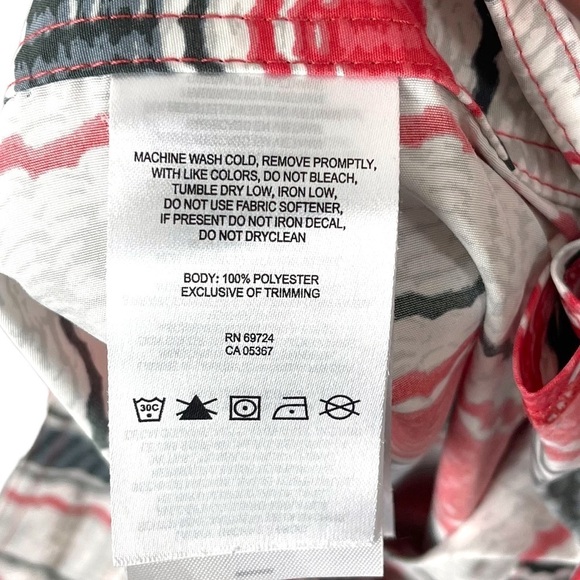 MACHINE WASH COLD, REMOVE PROMPTLY,
WITH LIKE COLORS, DO NOT BLEACH,
TUMBLE DRY LOW, IRON LOW,
DO NOT USE FABRIC SOFTENER,
IF PRESENT DO NOT IRON DECAL,
DO NOT DRYCLEAN
BODY: 100% POLYESTER
EXCLUSIVE OF TRIMMING
RN 69724
CA 05367
30C